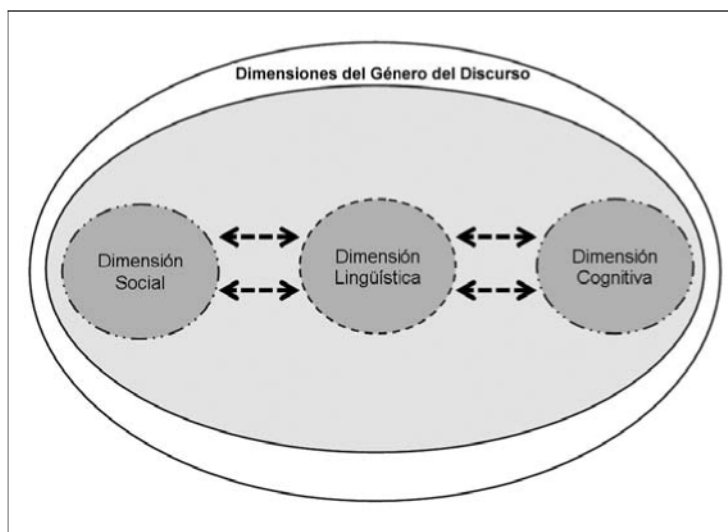 Dimensiones del Género del Discurso
Dimensión
Social
Dimensión
Lingüística
Dimensión
Cognitiva